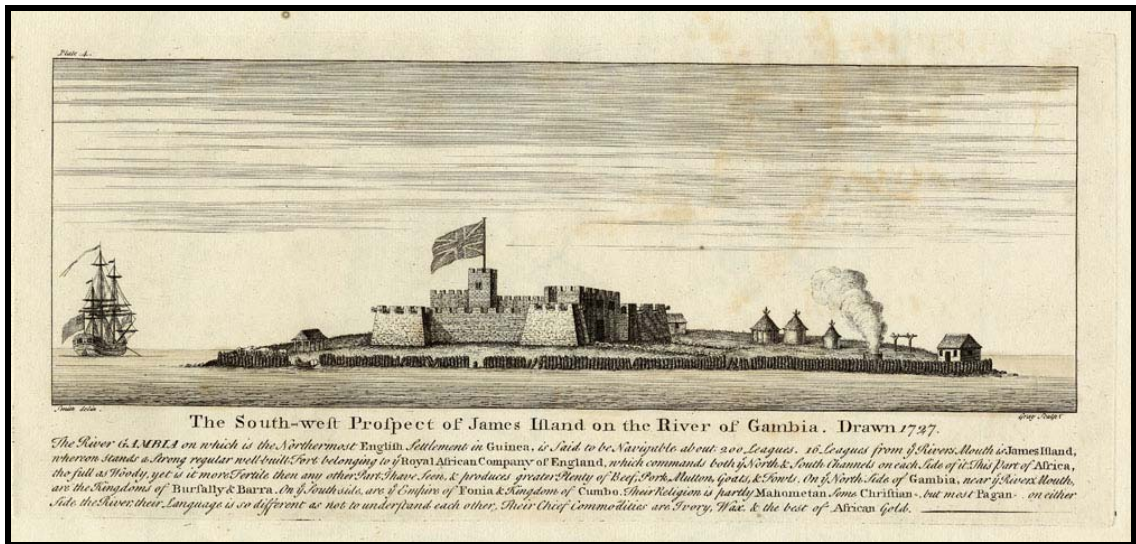 Plate 4.
Smith delin.
Gray Sculpt
The South-weſt Proſpect of James Iſland on the River of Gambia. Drawn 1727.
The River GAMBIA on which is the Northermost Engliſh Settlement in Guinea, is Said to be Navigable about 200 Leagues. 16 Leagues from ẏ Rivers Mouth is James Iſland,
whereon Stands a Strong regular well-built Fort belonging to ẏ Royal African Company of England, which commands both ẏ North & South Channels on each Side of it. This Part of Africa,
tho full as Woody, yet is it more Fertile then any other Part I have Seen, & produces greater Plenty of Beef, Pork, Mutton, Goats, & Fowls. On ẏ North Side of Gambia, near ẏ Rivers Mouth,
are the Kingdoms of Burſally & Barra. On ẏ South side, are ẏ Empire of Fonia & Kingdom of Cumbo. Their Religion is partly Mahometan Some Chriſtian, but most Pagan on either
Side the River, their Language is so different as not to underſtand each other, Their Chief Commodities are Ivory, Wax, & the best of African Gold.